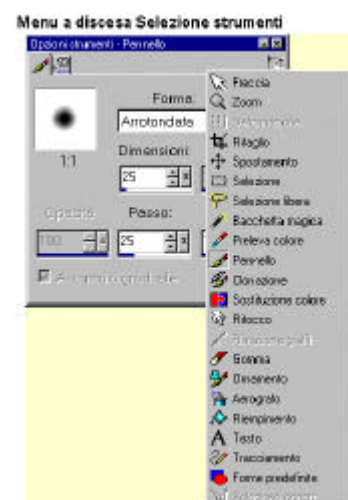 Menu a discesa Selezione strumenti
Opzioni strumenti - Pennello
Forma:
Arrotondata
1:1
Dimensioni:
25
Opacità:
Passo:
100
25
Freccia
Zoom
Deformazione
Ritaglio
Spostamento
Selezione
Selezione libera
Bacchetta magica
Preleva colore
Pennello
Clonazione
Sostituzione colore
Ritocco
Gomma
Ornamento
Aerografo
Riempimento
Testo
Tracciamento
Forme predefinite